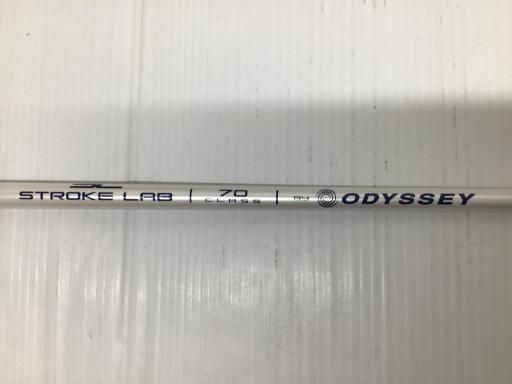 STROKE LAB | 70 CLASS | BY ODYSSEY